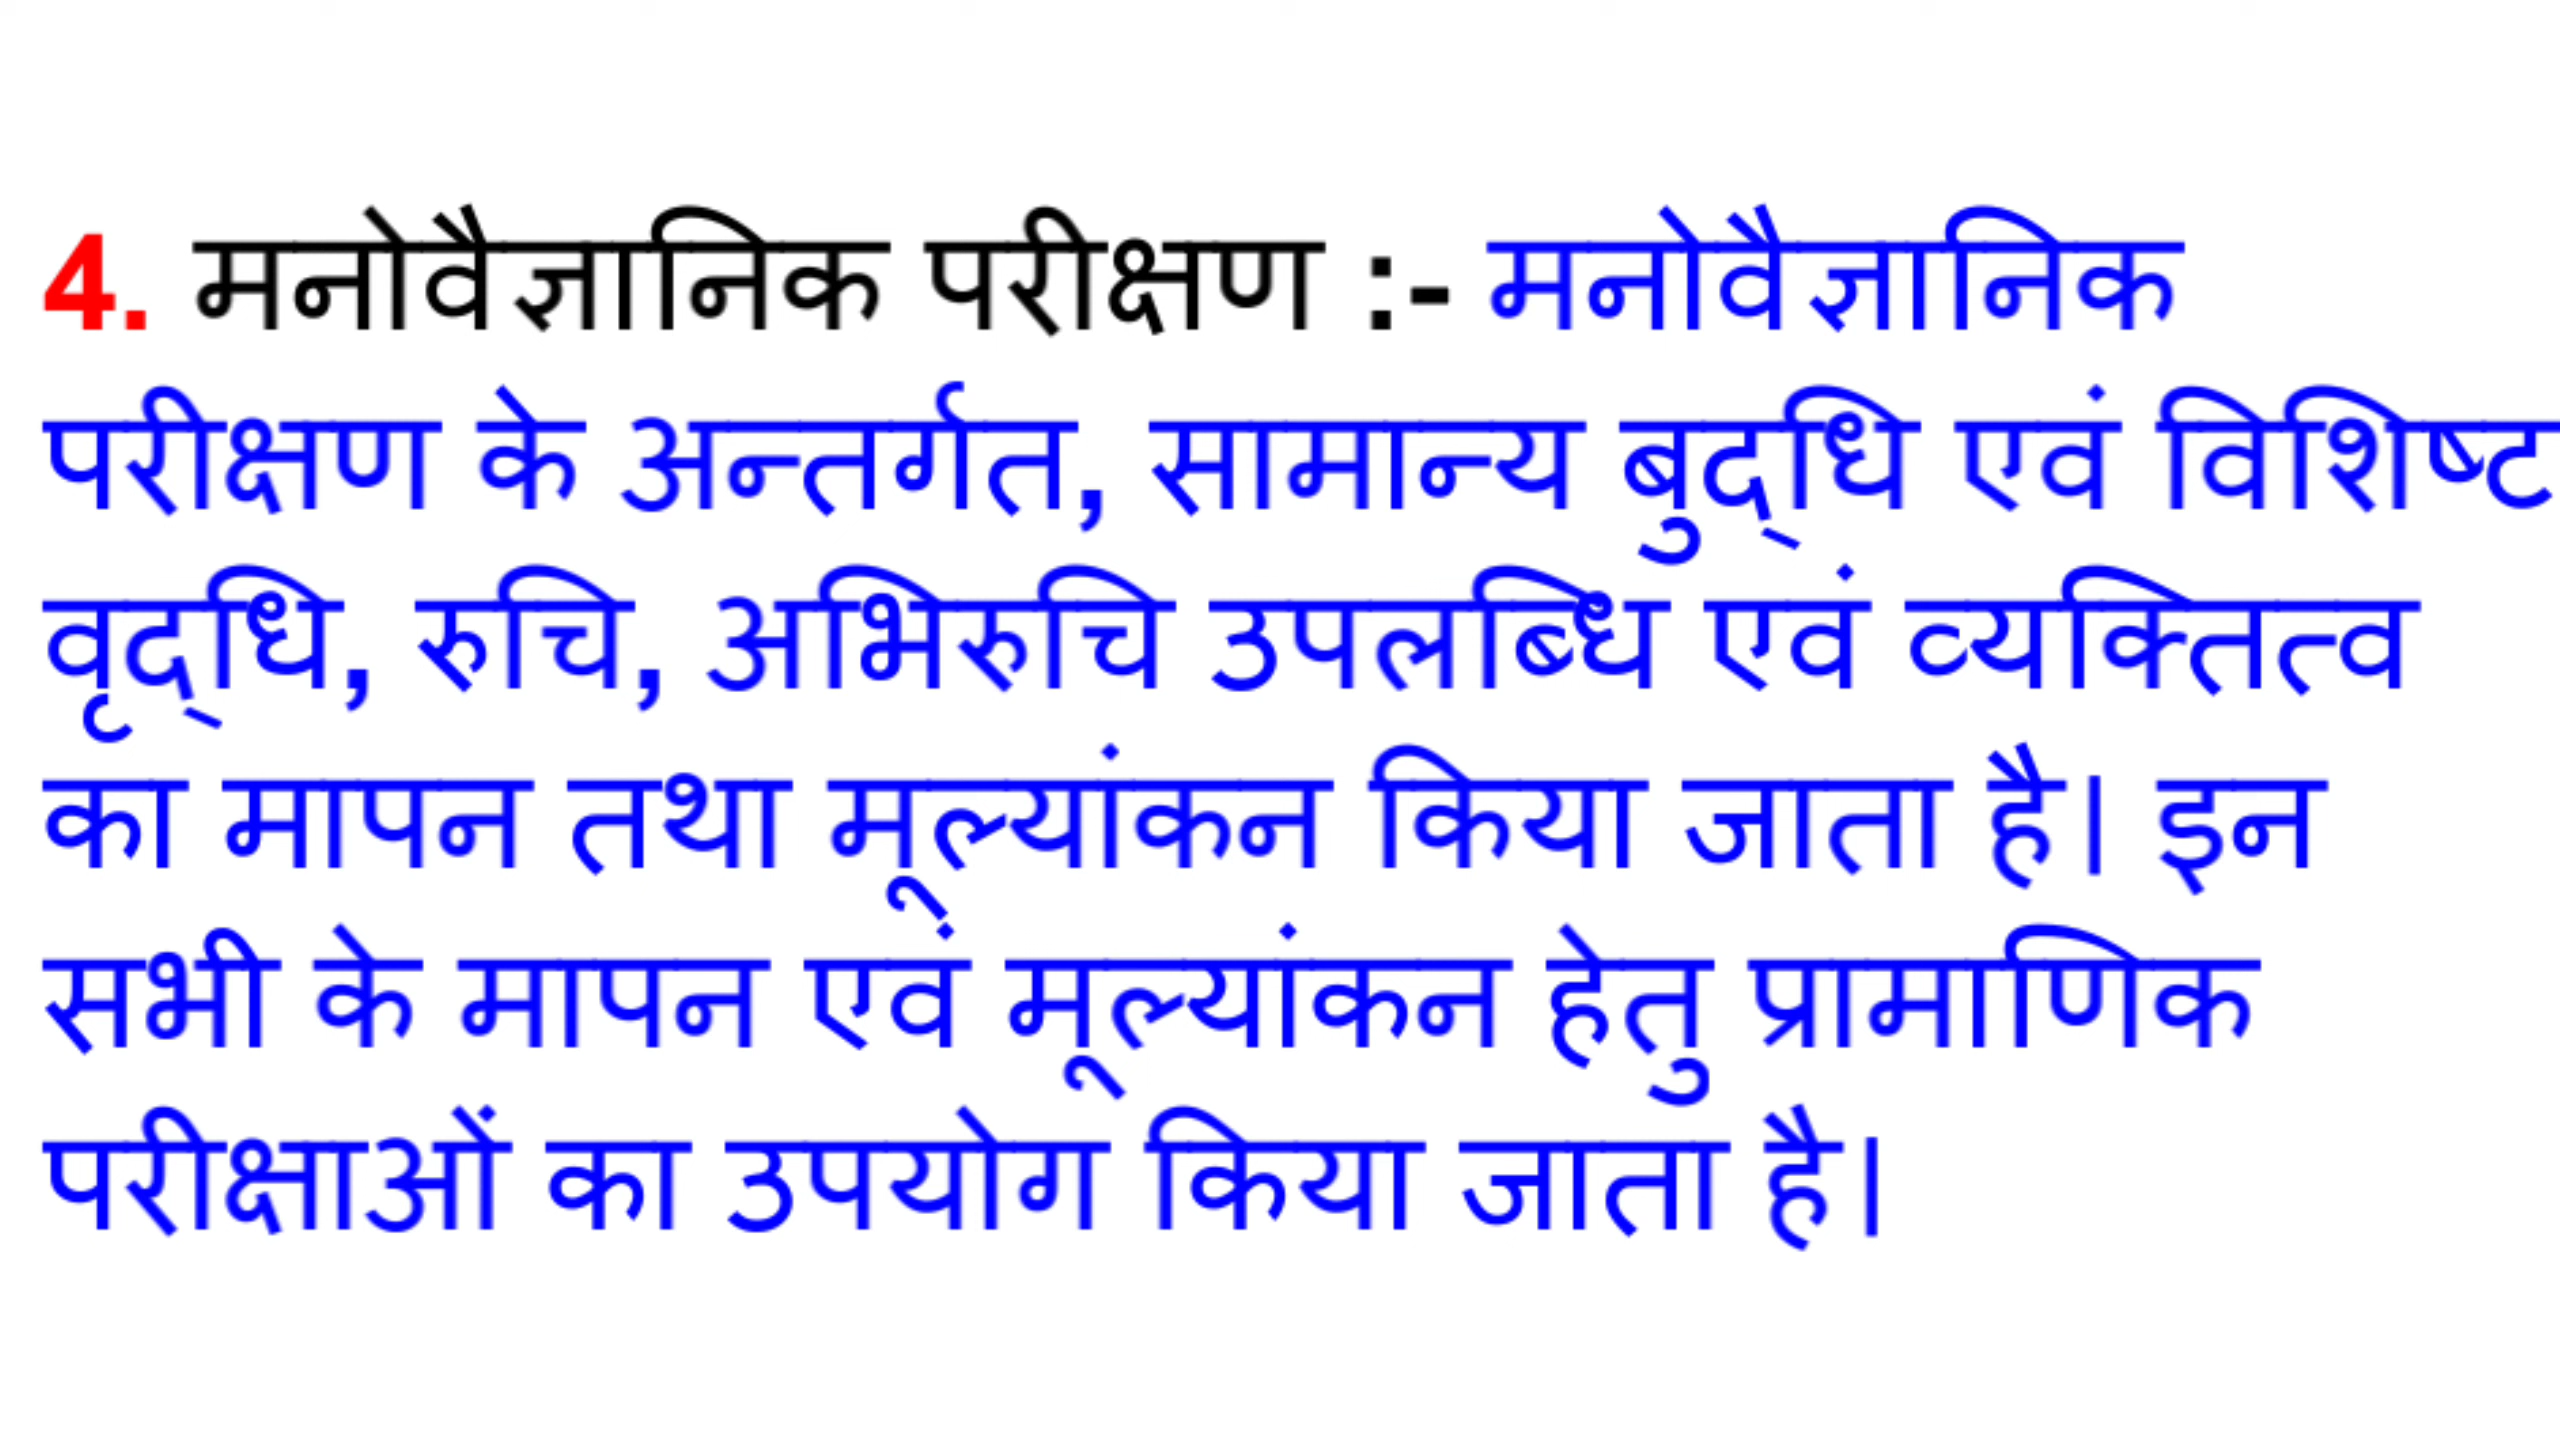 4. मनोवैज्ञानिक परीक्षण :- मनोवैज्ञानिक
परीक्षण के अन्तर्गत, सामान्य बुद्‌धि एवं विशिष्ट
वृद्‌धि, रुचि, अभिरुचि उपलब्धि एवं व्यक्तित्व
का मापन तथा मूल्यांकन किया जाता है। इन
सभी के मापन एवं मूल्यांकन हेतु प्रामाणिक
परीक्षाओं का उपयोग किया जाता है।